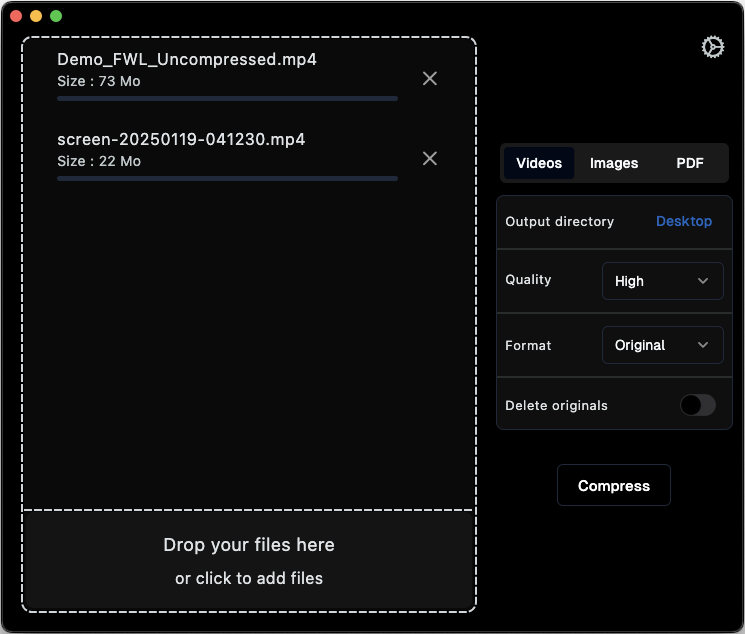 Demo_FWL_Uncompressed.mp4
Size : 73 Mo
screen-20250119-041230.mp4
Size : 22 Mo
Drop your files here
or click to add files
Videos Images PDF
Output directory Desktop
Quality High
Format Original
Delete originals
Compress